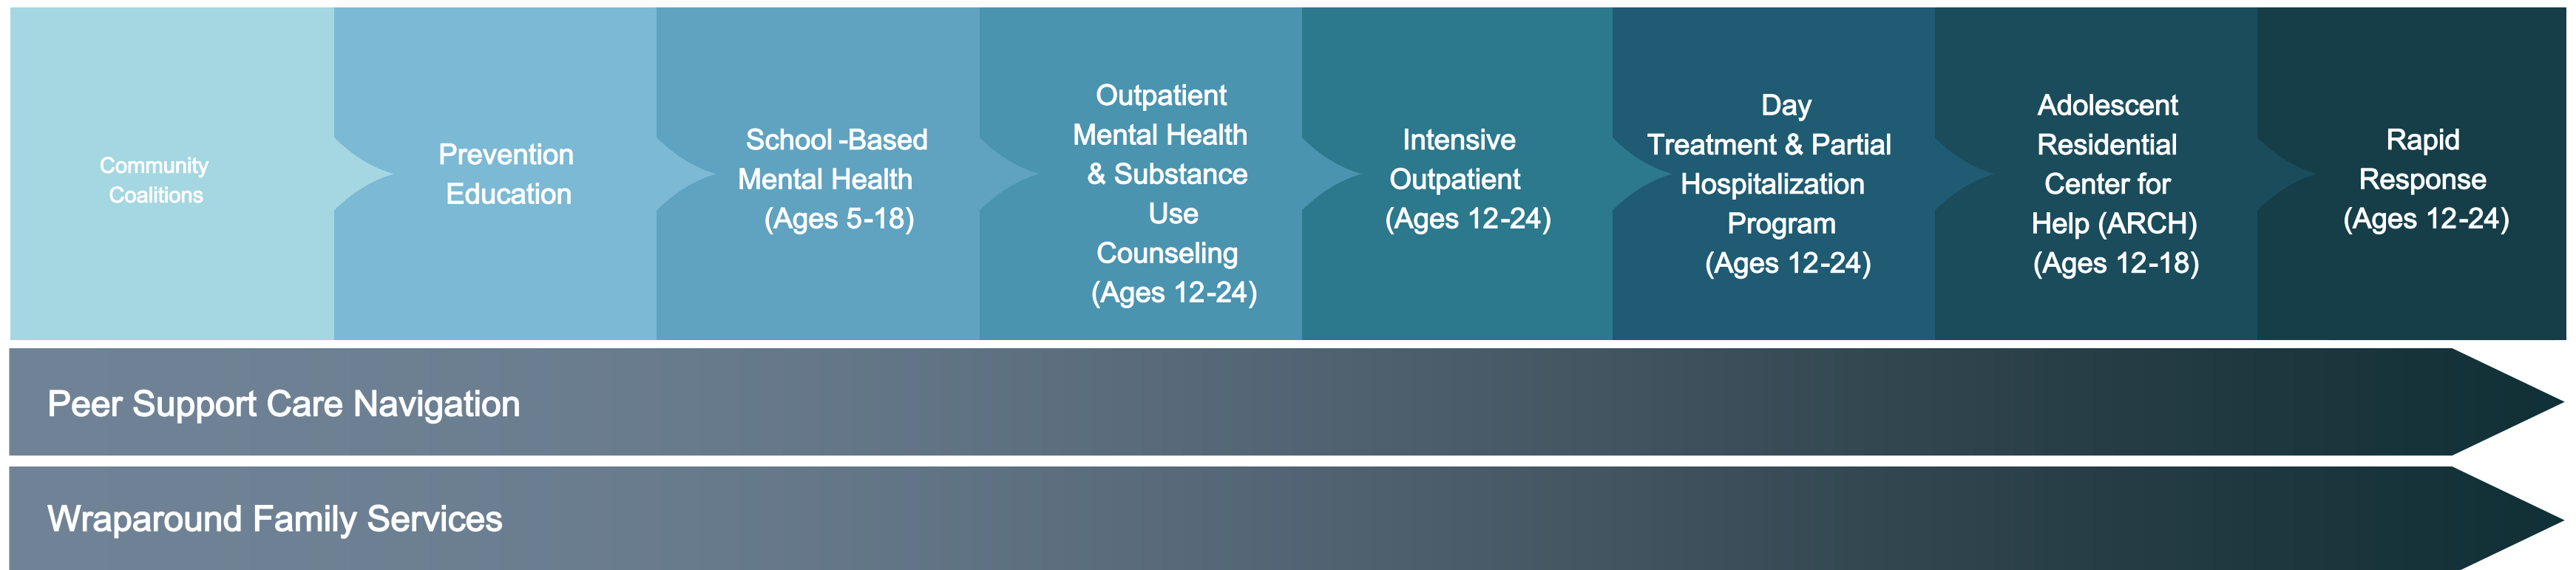 Community
Coalitions
Prevention
Education
School-Based
Mental Health
(Ages 5-18)
Outpatient
Mental Health
& Substance
Use
Counseling
(Ages 12-24)
Intensive
Outpatient
(Ages 12-24)
Day
Treatment & Partial
Hospitalization
Program
(Ages 12-24)
Adolescent
Residential
Center for
Help (ARCH)
(Ages 12-18)
Rapid
Response
(Ages 12-24)
Peer Support Care Navigation
Wraparound Family Services